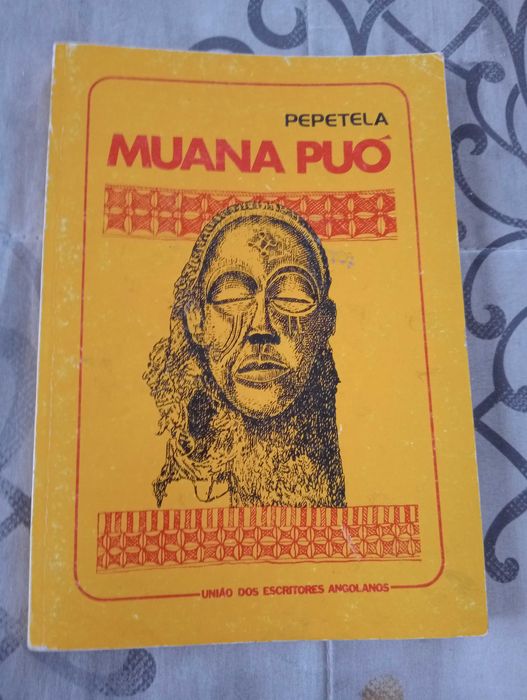 PEPETELA
MUANA PUÓ
UNIÃO DOS ESCRITORES ANGOLANOS